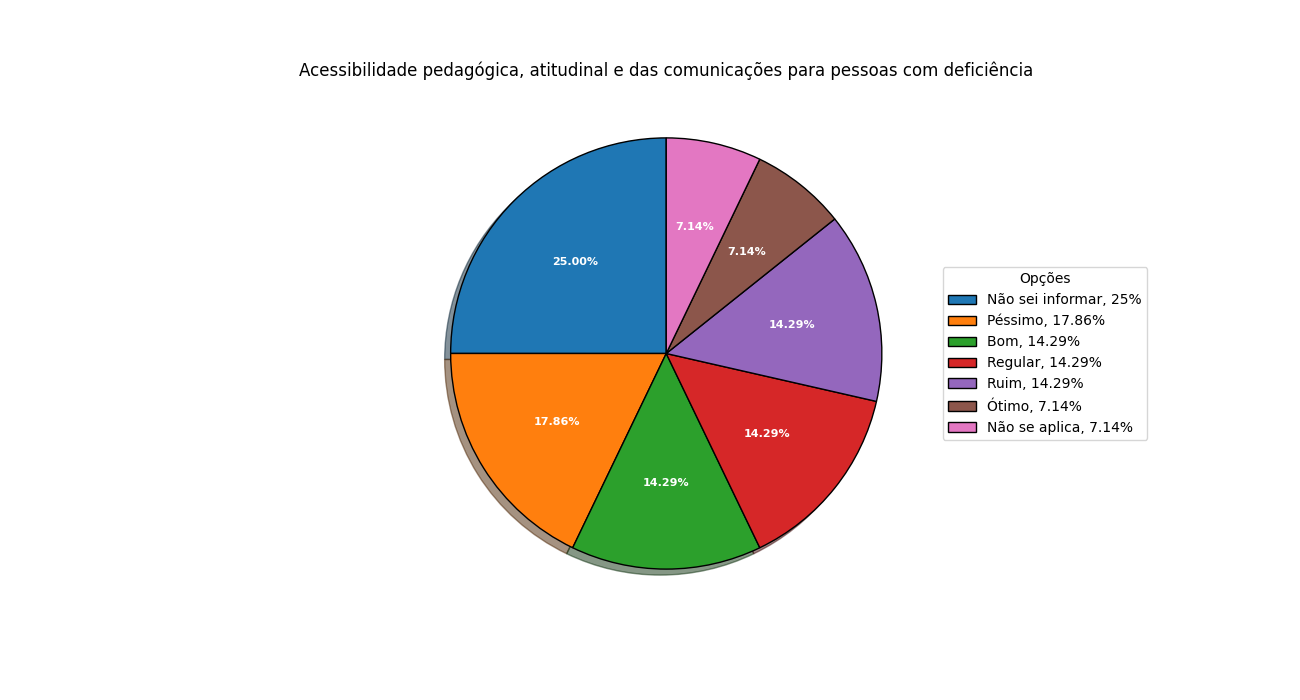 Acessibilidade pedagógica, atitudinal e das comunicações para pessoas com deficiência
7.14%
7.14%
25.00%
14.29%
17.86%
14.29%
14.29%
Opções
Não sei informar, 25%
Péssimo, 17.86%
Bom, 14.29%
Regular, 14.29%
Ruim, 14.29%
Ótimo, 7.14%
Não se aplica, 7.14%